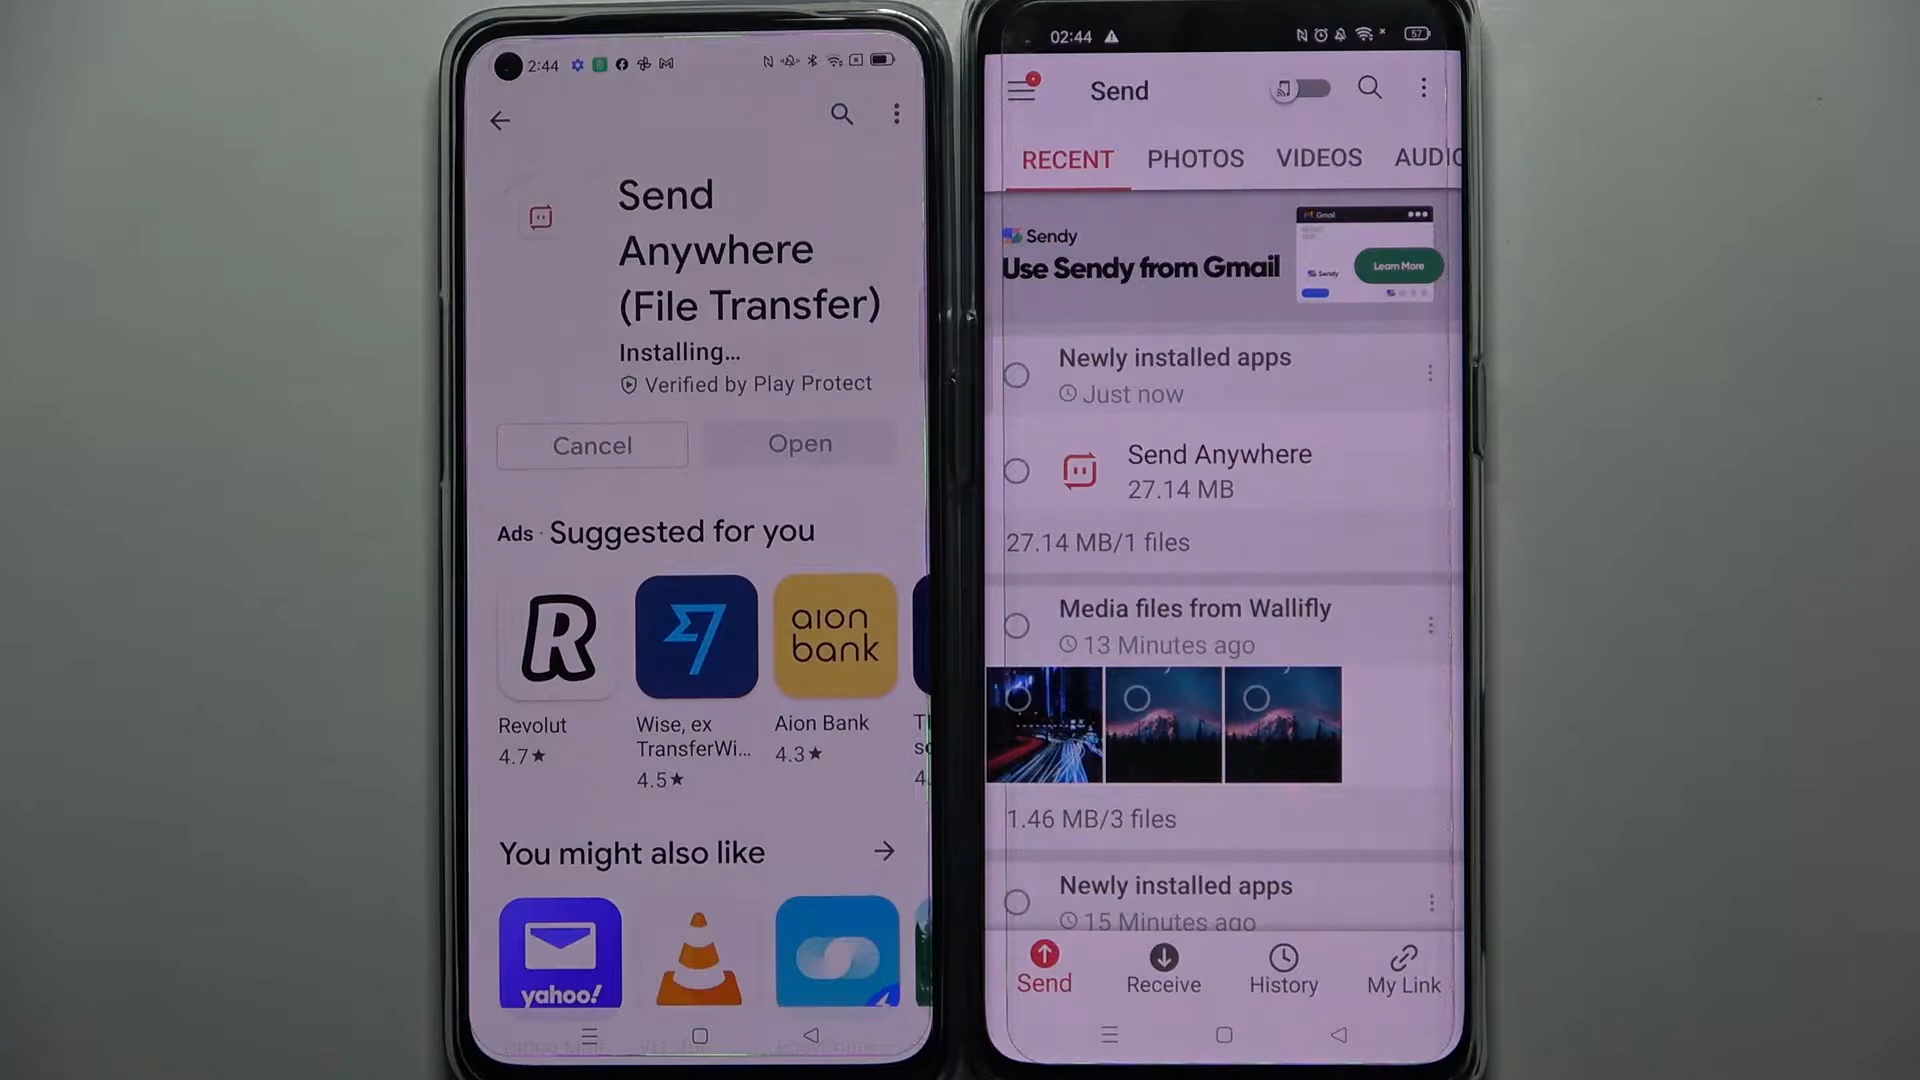 2:44
Send
Anywhere
(File Transfer)
Installing...
Verified by Play Protect
Cancel
Open
Ads · Suggested for you
R
aion
bank
Revolut
4.7★
Wise, ex
TransferWi...
4.5★
Aion Bank
4.3★
You might also like
yahoo!
02:44
57
Send
RECENT
PHOTOS
VIDEOS
AUDIO
Sendy
Use Sendy from Gmail
Gmail
Sendy
Learn More
Newly installed apps
Just now
Send Anywhere
27.14 MB
27.14 MB/1 files
Media files from Wallifly
13 Minutes ago
1.46 MB/3 files
Newly installed apps
15 Minutes ago
Send
Receive
History
My Link